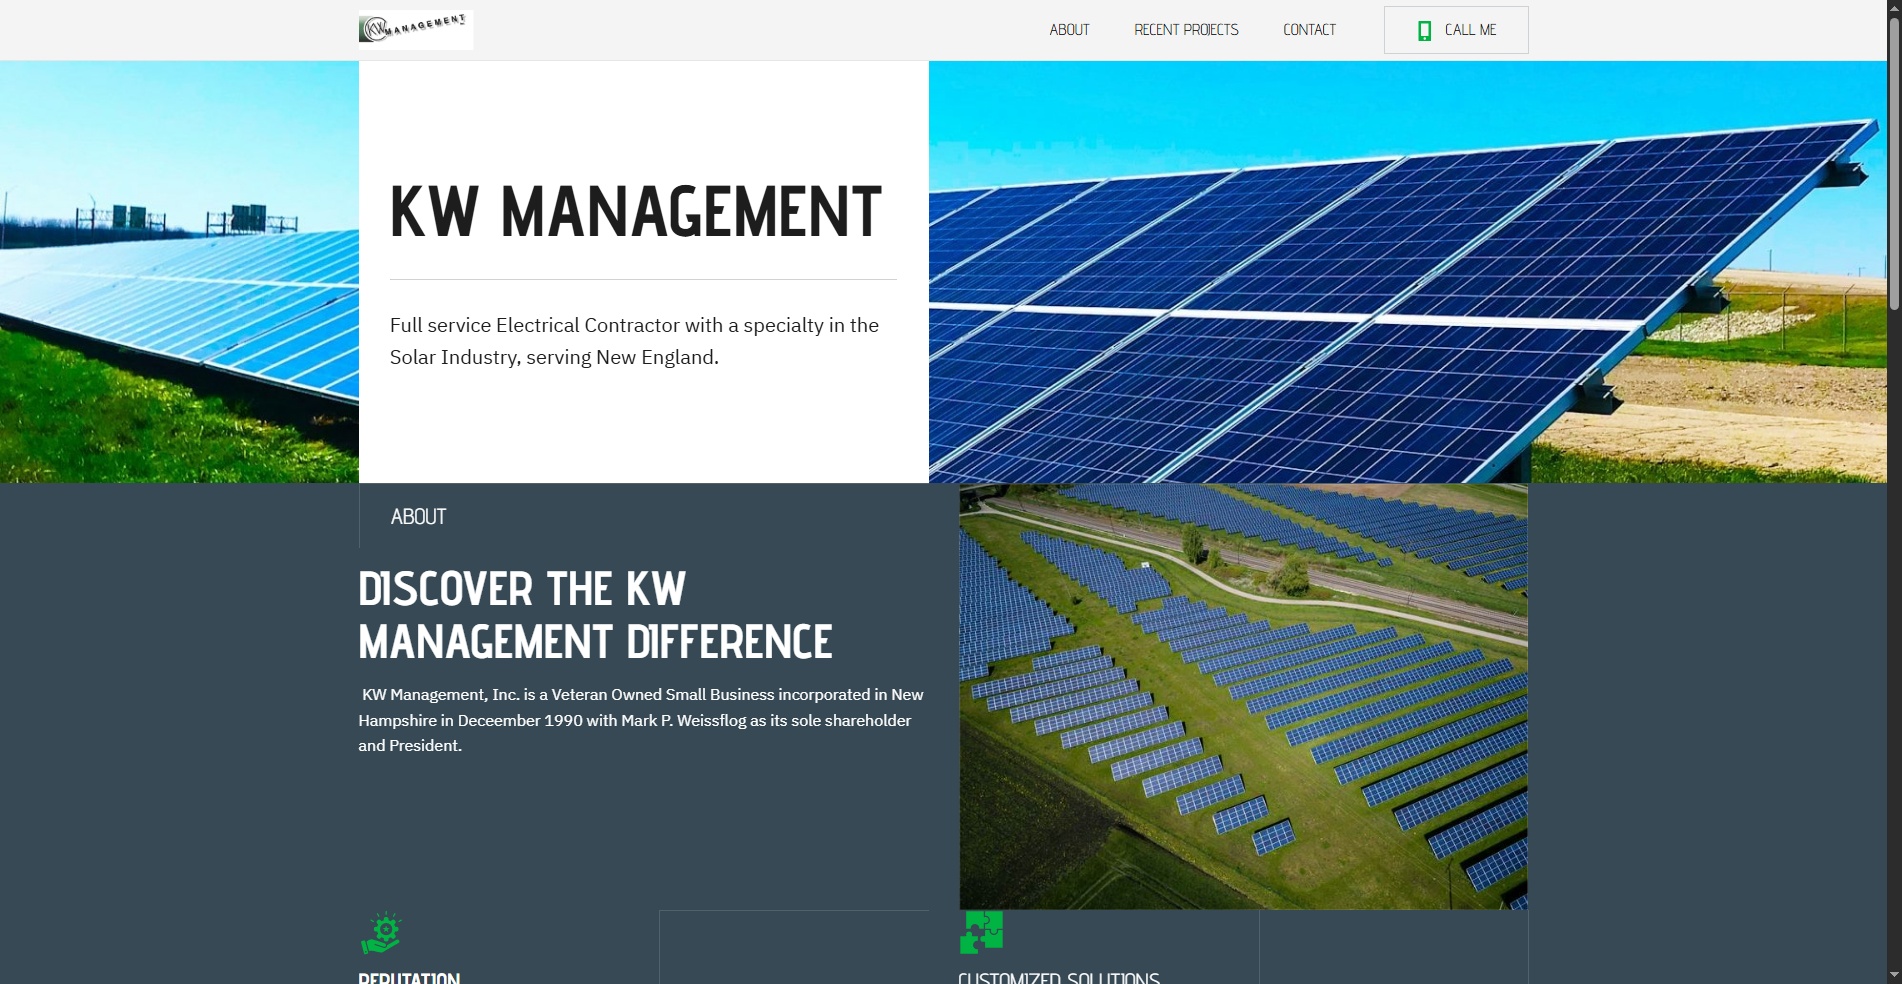 KW MANAGEMENT
ABOUT
RECENT PROJECTS
CONTACT
CALL ME
KW MANAGEMENT
Full service Electrical Contractor with a specialty in the
Solar Industry, serving New England.
ABOUT
DISCOVER THE KW
MANAGEMENT DIFFERENCE
KW Management, Inc. is a Veteran Owned Small Business incorporated in New
Hampshire in Deceember 1990 with Mark P. Weissflog as its sole shareholder
and President.
REPUTATION
CUSTOMIZED SOLUTIONS